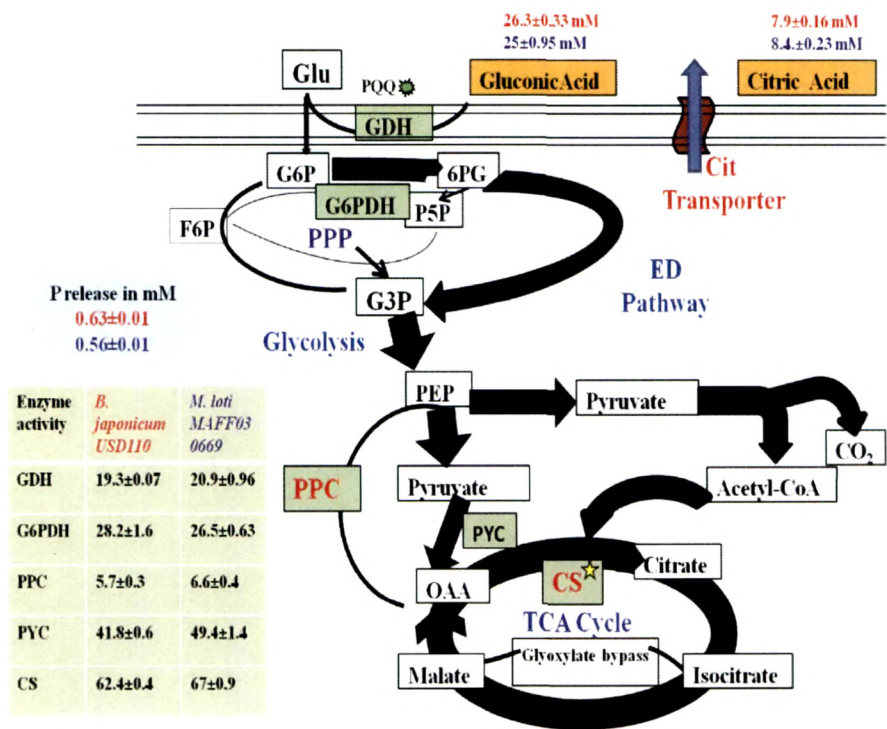 26.3±0.33 mM
25±0.95 mM
7.9±0.16 mM
8.4.±0.23 mM
Glu
PQQ
Gluconic Acid
Citric Acid
GDH
G6P
6PG
Cit
Transporter
G6PDH
P5P
F6P
PPP
ED
Pathway
G3P
P release in mM
0.63±0.01
0.56±0.01
Glycolysis
PEP
Pyruvate
CO2
Enzyme activity B. japonicum USD110 M. loti MAFF03 0669
GDH 19.3±0.07 20.9±0.96
G6PDH 28.2±1.6 26.5±0.63
PPC 5.7±0.3 6.6±0.4
PYC 41.8±0.6 49.4±1.4
CS 62.4±0.4 67±0.9
PPC
Pyruvate
Acetyl-CoA
PYC
Citrate
OAA
CS
TCA Cycle
Glyoxylate bypass
Malate
Isocitrate